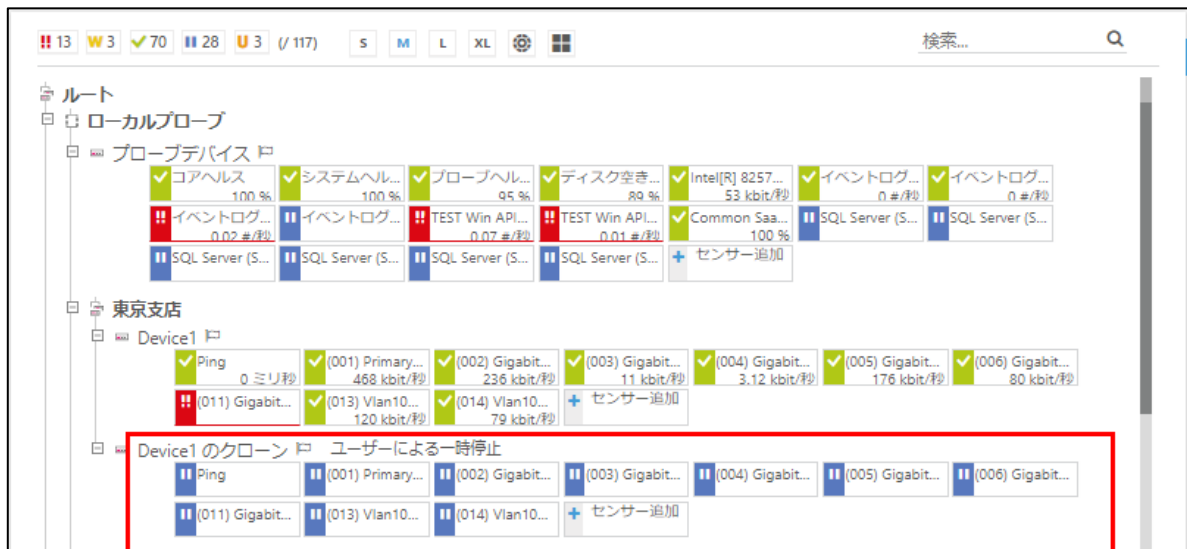 !! 13 W 3 70 28 U 3 (/ 117) S M L XL 検索...
ルート
ローカルプローブ
プローブデバイス
コアヘルス システムヘル... プローブヘル... ディスク空き... Intel[R] 8257... イベントログ... イベントログ...
100 % 100 % 95 % 89 % 53 kbit/秒 0 #/秒 0 #/秒
!! イベントログ... イベントログ... !! TEST Win API... !! TEST Win API... Common Saa... SQL Server (S... SQL Server (S...
0.02 #/秒 0.07 #/秒 0.01 #/秒 100 %
SQL Server (S... SQL Server (S... SQL Server (S... SQL Server (S... + センサー追加
東京支店
Device1
Ping (001) Primary... (002) Gigabit... (003) Gigabit... (004) Gigabit... (005) Gigabit... (006) Gigabit...
0 ミリ秒 468 kbit/秒 236 kbit/秒 11 kbit/秒 3.12 kbit/秒 176 kbit/秒 80 kbit/秒
!! (011) Gigabit... (013) Vlan10... (014) Vlan10... + センサー追加
120 kbit/秒 79 kbit/秒
Device1 のクローン ユーザーによる一時停止
Ping (001) Primary... (002) Gigabit... (003) Gigabit... (004) Gigabit... (005) Gigabit... (006) Gigabit...
(011) Gigabit... (013) Vlan10... (014) Vlan10... + センサー追加